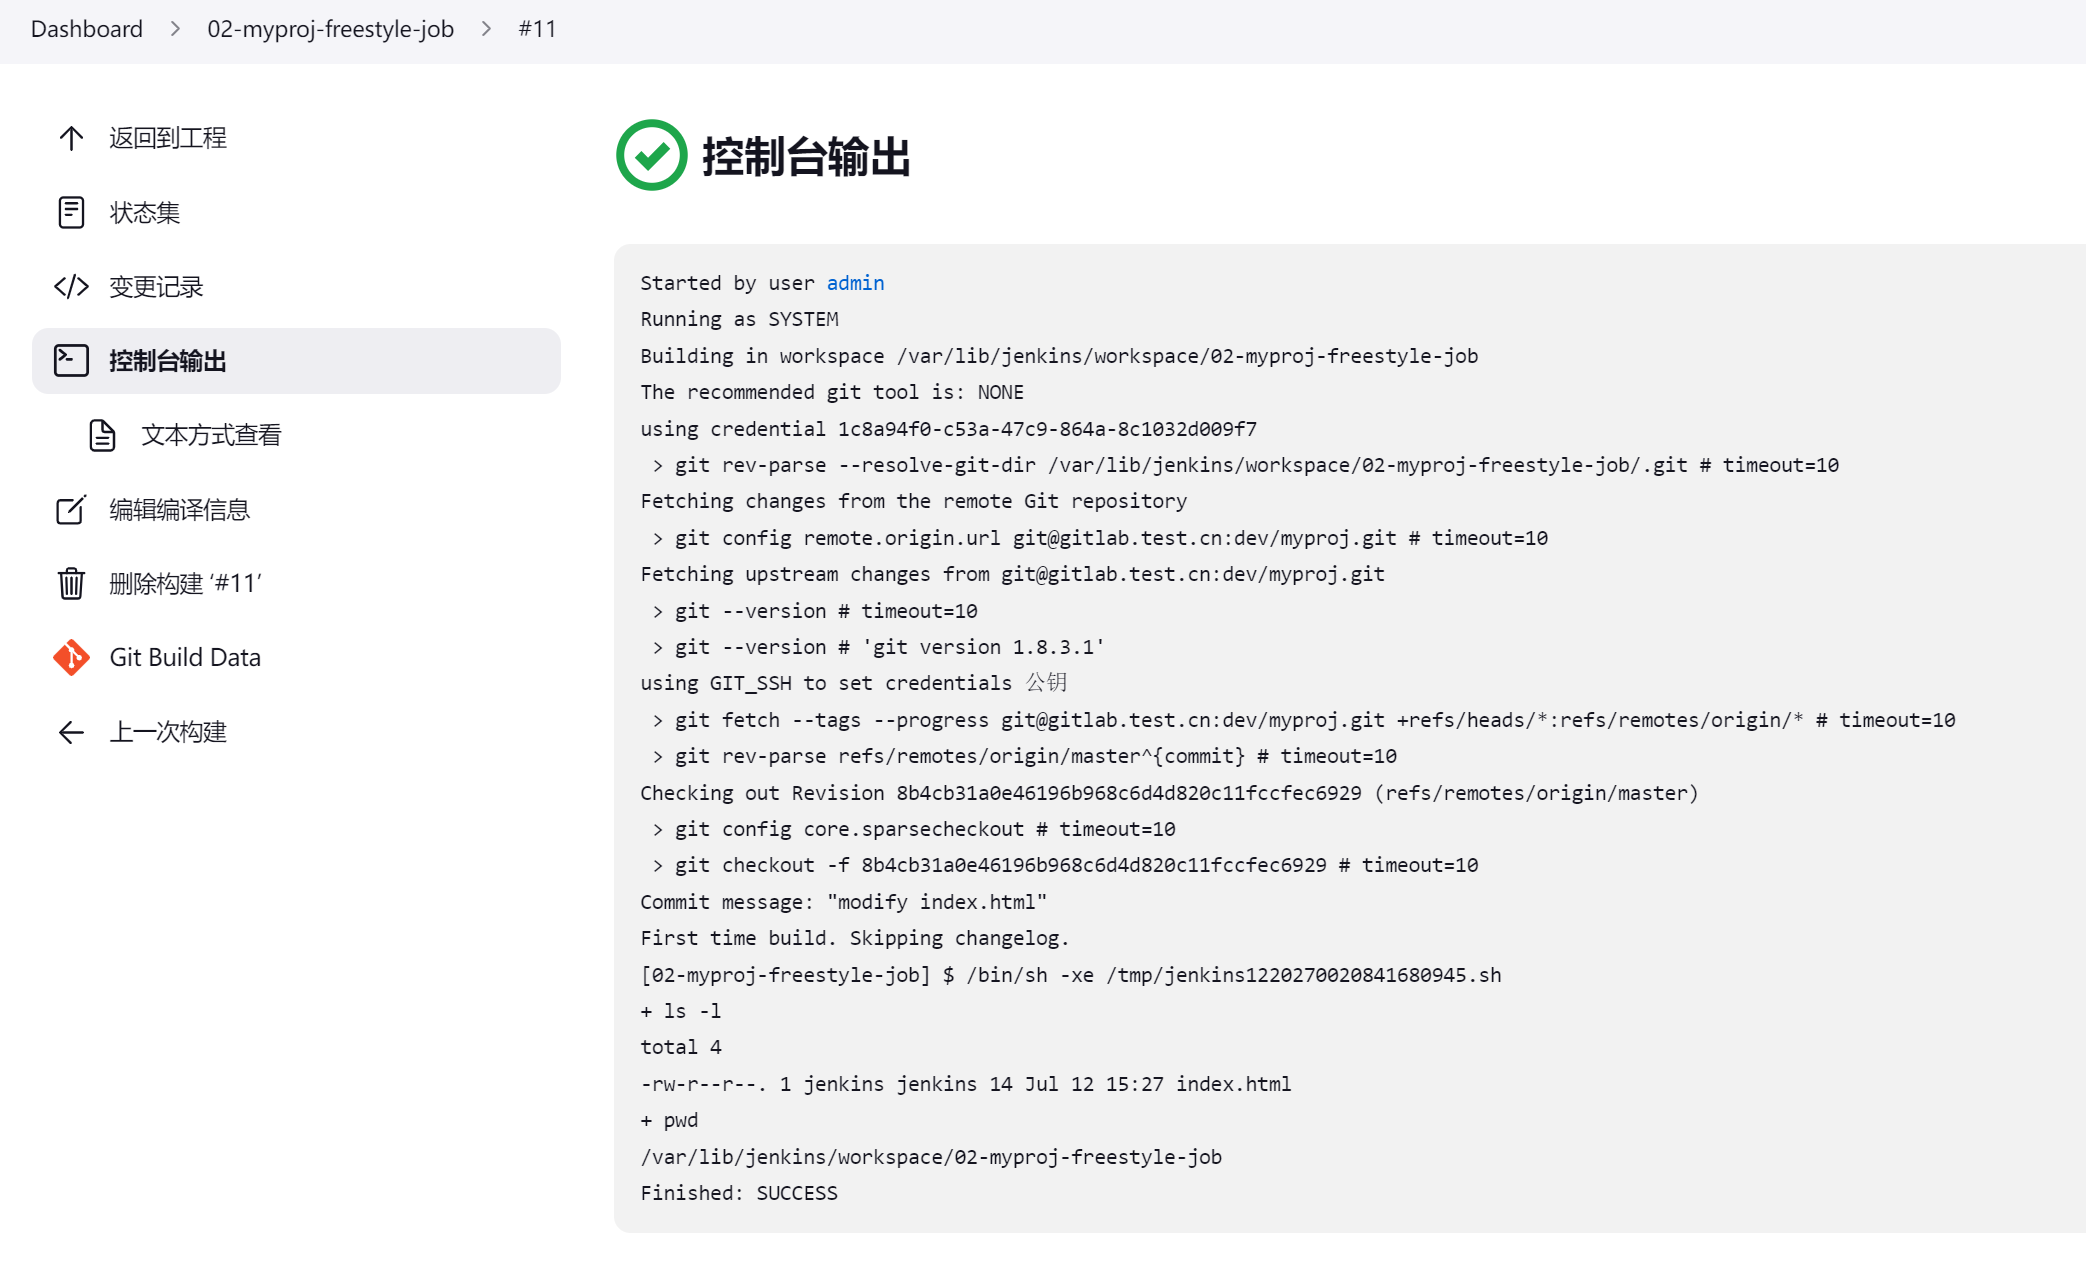 Dashboard > 02-myproj-freestyle-job > #11
返回到工程
状态集
变更记录
控制台输出
文本方式查看
编辑编译信息
删除构建 ‘#11’
Git Build Data
上一次构建
控制台输出
Started by user admin
Running as SYSTEM
Building in workspace /var/lib/jenkins/workspace/02-myproj-freestyle-job
The recommended git tool is: NONE
using credential 1c8a94f0-c53a-47c9-864a-8c1032d009f7
 > git rev-parse --resolve-git-dir /var/lib/jenkins/workspace/02-myproj-freestyle-job/.git # timeout=10
Fetching changes from the remote Git repository
 > git config remote.origin.url git@gitlab.test.cn:dev/myproj.git # timeout=10
Fetching upstream changes from git@gitlab.test.cn:dev/myproj.git
 > git --version # timeout=10
 > git --version # 'git version 1.8.3.1'
using GIT_SSH to set credentials 公钥
 > git fetch --tags --progress git@gitlab.test.cn:dev/myproj.git +refs/heads/*:refs/remotes/origin/* # timeout=10
 > git rev-parse refs/remotes/origin/master^{commit} # timeout=10
Checking out Revision 8b4cb31a0e46196b968c6d4d820c11fccfec6929 (refs/remotes/origin/master)
 > git config core.sparsecheckout # timeout=10
 > git checkout -f 8b4cb31a0e46196b968c6d4d820c11fccfec6929 # timeout=10
Commit message: "modify index.html"
First time build. Skipping changelog.
[02-myproj-freestyle-job] $ /bin/sh -xe /tmp/jenkins1220270020841680945.sh
+ ls -l
total 4
-rw-r--r--. 1 jenkins jenkins 14 Jul 12 15:27 index.html
+ pwd
/var/lib/jenkins/workspace/02-myproj-freestyle-job
Finished: SUCCESS